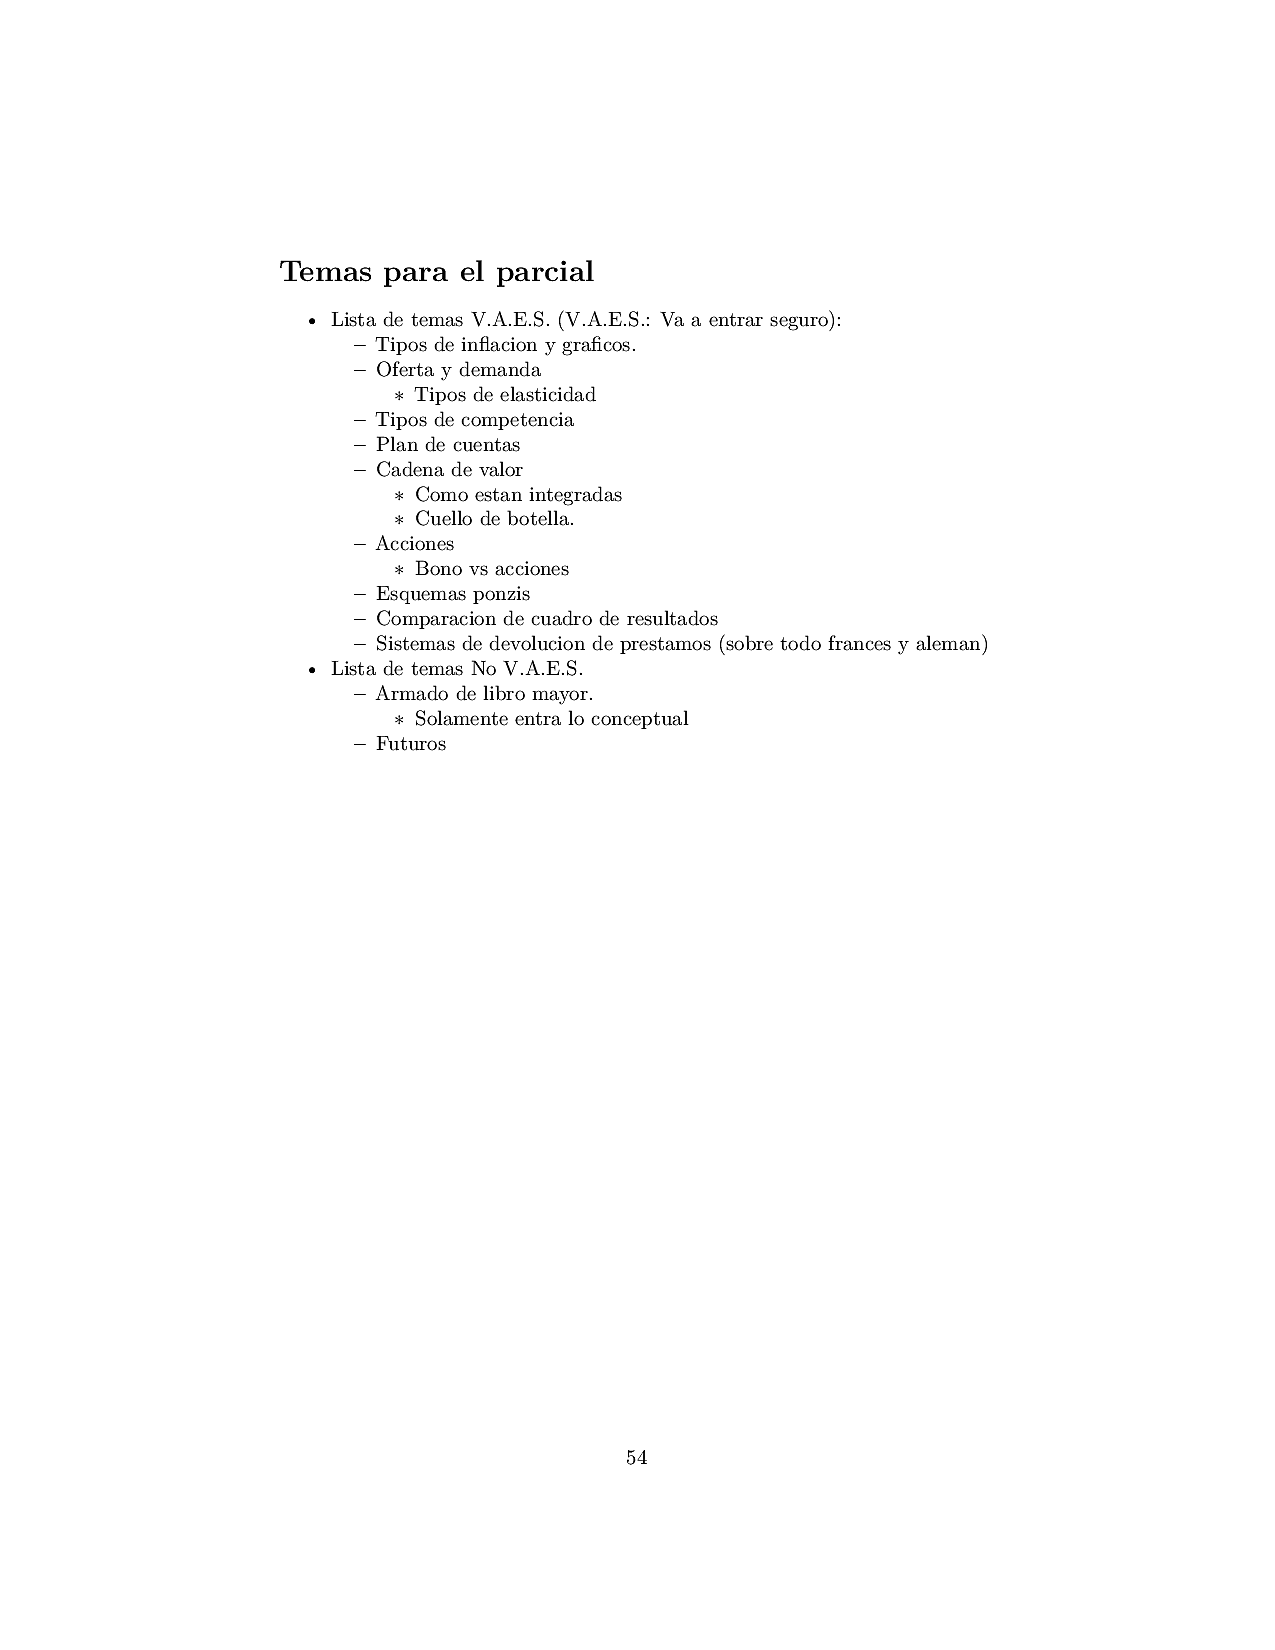 Temas para el parcial
• Lista de temas V.A.E.S. (V.A.E.S.: Va a entrar seguro):
– Tipos de inflacion y graficos.
– Oferta y demanda
∗ Tipos de elasticidad
– Tipos de competencia
– Plan de cuentas
– Cadena de valor
∗ Como estan integradas
∗ Cuello de botella.
– Acciones
∗ Bono vs acciones
– Esquemas ponzis
– Comparacion de cuadro de resultados
– Sistemas de devolucion de prestamos (sobre todo frances y aleman)
• Lista de temas No V.A.E.S.
– Armado de libro mayor.
∗ Solamente entra lo conceptual
– Futuros
54